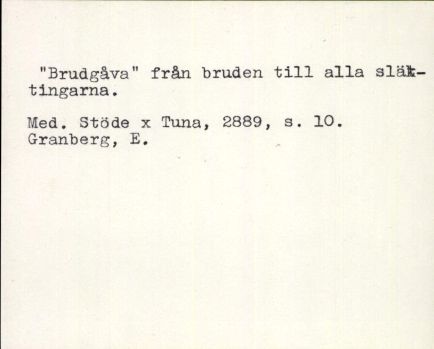 "Brudgåva" från bruden till alla släk-
tingarna.
Med. Stöde x Tuna, 2889, s. 10.
Granberg, E.